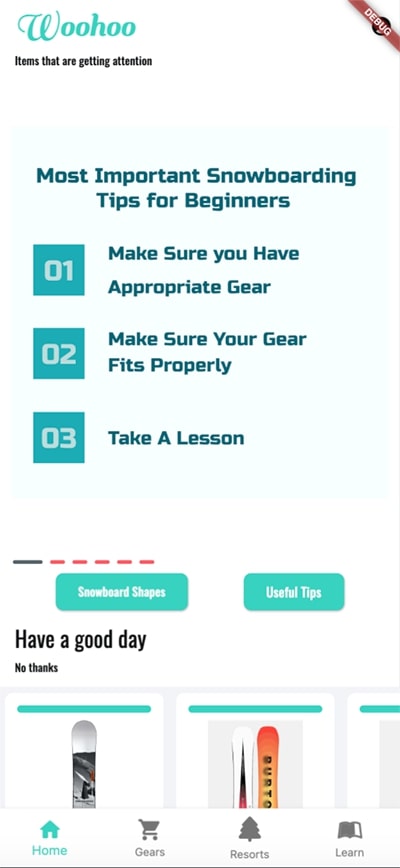 Woohoo
DEBUG
Items that are getting attention
Most Important Snowboarding
Tips for Beginners
01
Make Sure you Have
Appropriate Gear
02
Make Sure Your Gear
Fits Properly
03
Take A Lesson
Snowboard Shapes
Useful Tips
Have a good day
No thanks
BURTO
Home
Gears
Resorts
Learn